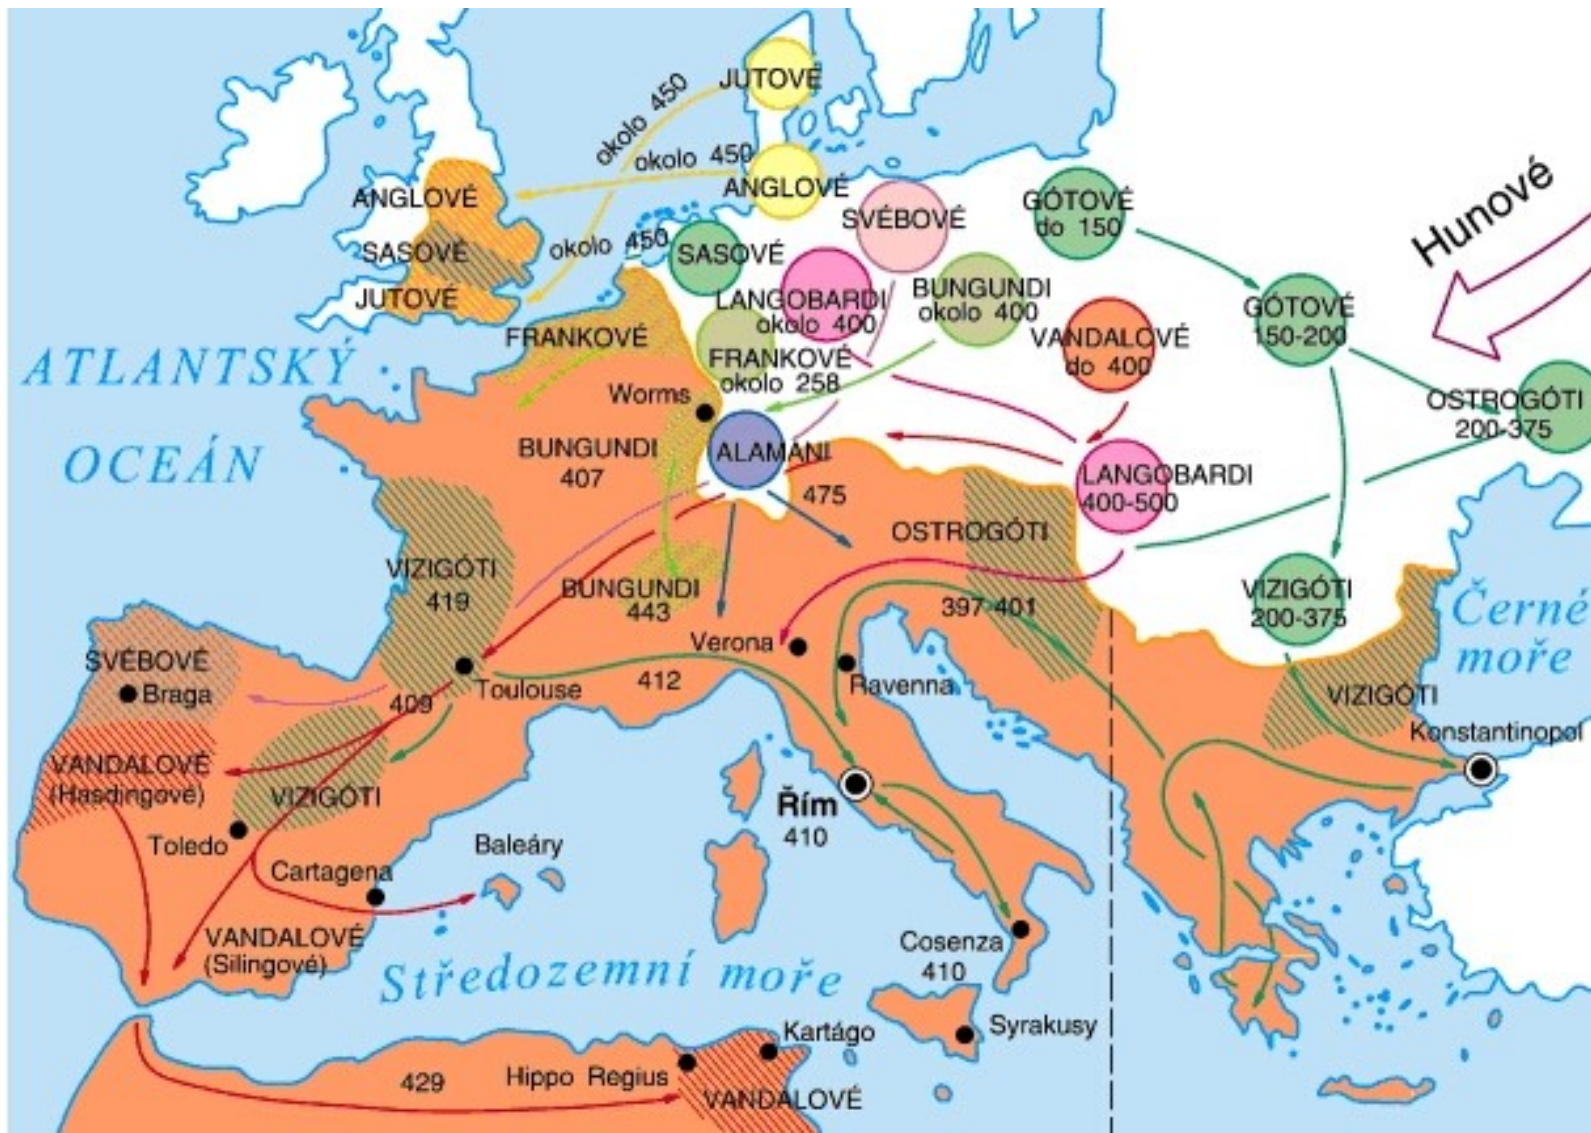 JUTOVÉ
okolo 450
okolo 450
ANGLOVÉ
ANGLOVÉ
SVÉBOVÉ
GÓTOVÉ
do 150
Hunové
SASOVÉ
okolo 450
SASOVÉ
JUTOVÉ
LANGOBARDI
okolo 400
BUNGUNDI
okolo 400
GÓTOVÉ
150-200
FRANKOVÉ
FRANKOVÉ
okolo 258
VANDALOVÉ
do 400
ATLANTSKÝ
OCEÁN
Worms
OSTROGÓTI
200-375
BUNGUNDI
407
ALAMÁNI
475
LANGOBARDI
400-500
OSTROGÓTI
VIZIGÓTI
419
BUNGUNDI
443
397-401
VIZIGÓTI
200-375
Černé
moře
Verona
Ravenna
SVÉBOVÉ
Braga
409
Toulouse
412
VIZIGÓTI
Konstantinopol
VANDALOVÉ
(Hasdingové)
VIZIGÓTI
Řím
410
Toledo
Baleáry
Cartagena
VANDALOVÉ
(Silingové)
Cosenza
410
Středozemní moře
Kartágo
Syrakusy
429
Hippo Regius
VANDALOVÉ